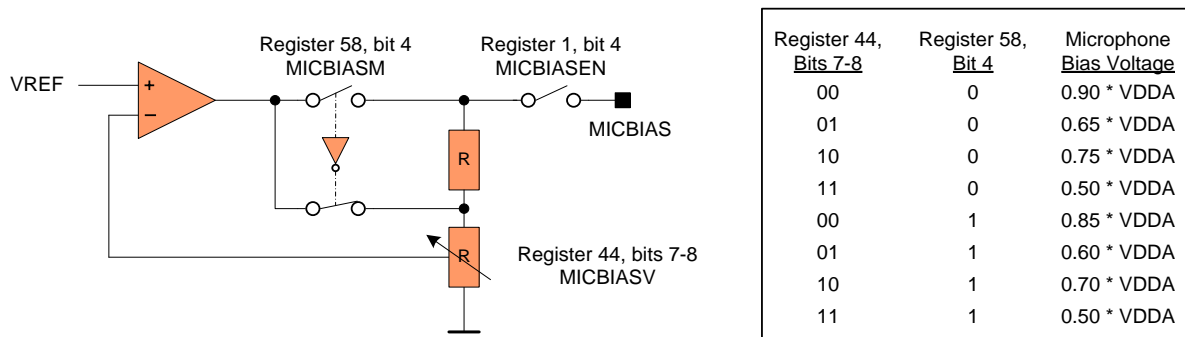 Register 58, bit 4
MICBIASM
Register 1, bit 4
MICBIASEN
VREF
+
−
MICBIAS
R
R
Register 44, bits 7-8
MICBIASV
Register 44, Register 58, Microphone
Bits 7-8 Bit 4 Bias Voltage
00 0 0.90 * VDDA
01 0 0.65 * VDDA
10 0 0.75 * VDDA
11 0 0.50 * VDDA
00 1 0.85 * VDDA
01 1 0.60 * VDDA
10 1 0.70 * VDDA
11 1 0.50 * VDDA